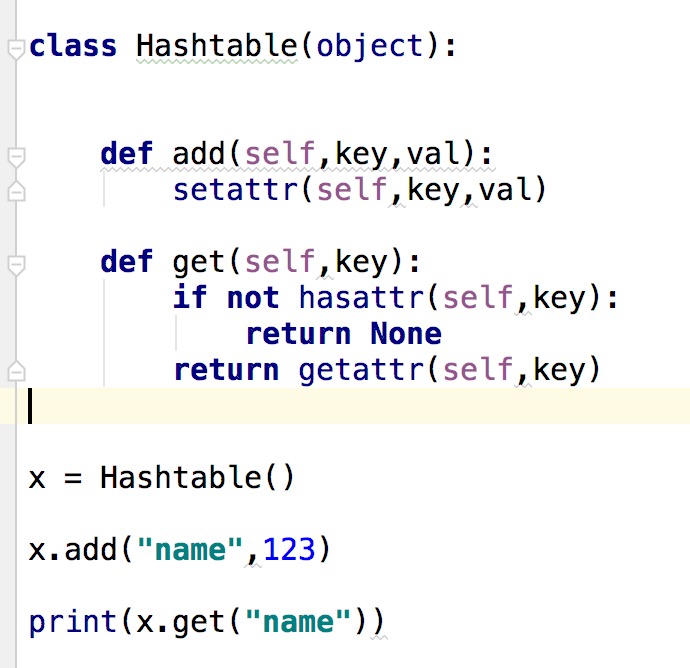 class Hashtable(object):
    def add(self,key,val):
        setattr(self,key,val)
    def get(self,key):
        if not hasattr(self,key):
            return None
        return getattr(self,key)
x = Hashtable()
x.add("name",123)
print(x.get("name"))